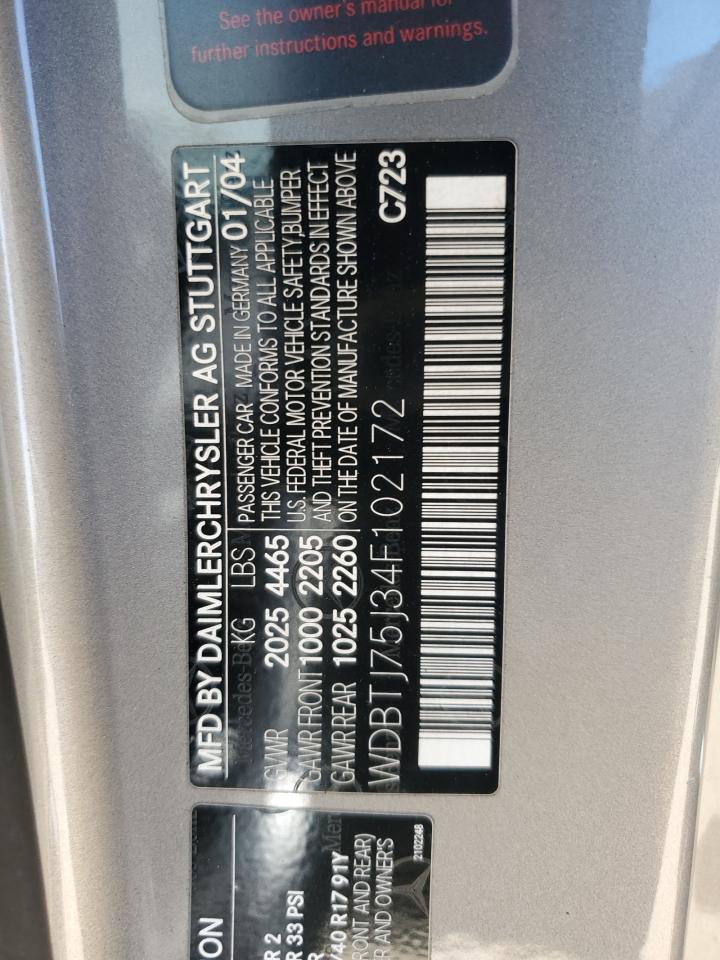 See the owner's manual for
further instructions and warnings.
MFD BY DAIMLERCHRYSLER AG STUTTGART
KG LBS PASSENGER CAR MADE IN GERMANY 01/04
GVWR 2025 4465 THIS VEHICLE CONFORMS TO ALL APPLICABLE
U.S. FEDERAL MOTOR VEHICLE SAFETY,BUMPER
GAWR FRONT 1000 2205 AND THEFT PREVENTION STANDARDS IN EFFECT
GAWR REAR 1025 2260 ON THE DATE OF MANUFACTURE SHOWN ABOVE
WDBTJ75J34F102172 C723
ON
R 2
R 33 PSI
/40 R17 91Y
RONT AND REAR)
R AND OWNER'S
2102248